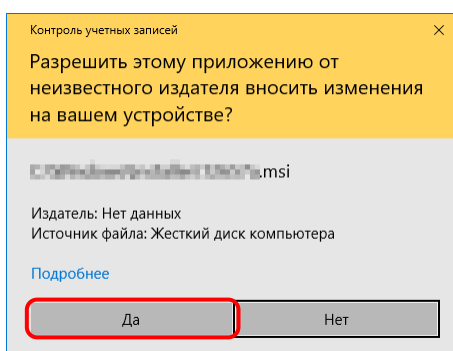 Контроль учетных записей
Разрешить этому приложению от
неизвестного издателя вносить изменения
на вашем устройстве?
.msi
Издатель: Нет данных
Источник файла: Жесткий диск компьютера
Подробнее
Да
Нет